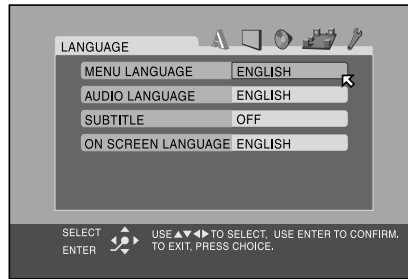 LANGUAGE
MENU LANGUAGE ENGLISH
AUDIO LANGUAGE ENGLISH
SUBTITLE OFF
ON SCREEN LANGUAGE ENGLISH
SELECT USE ▲▼◀▶ TO SELECT, USE ENTER TO CONFIRM.
ENTER TO EXIT, PRESS CHOICE.